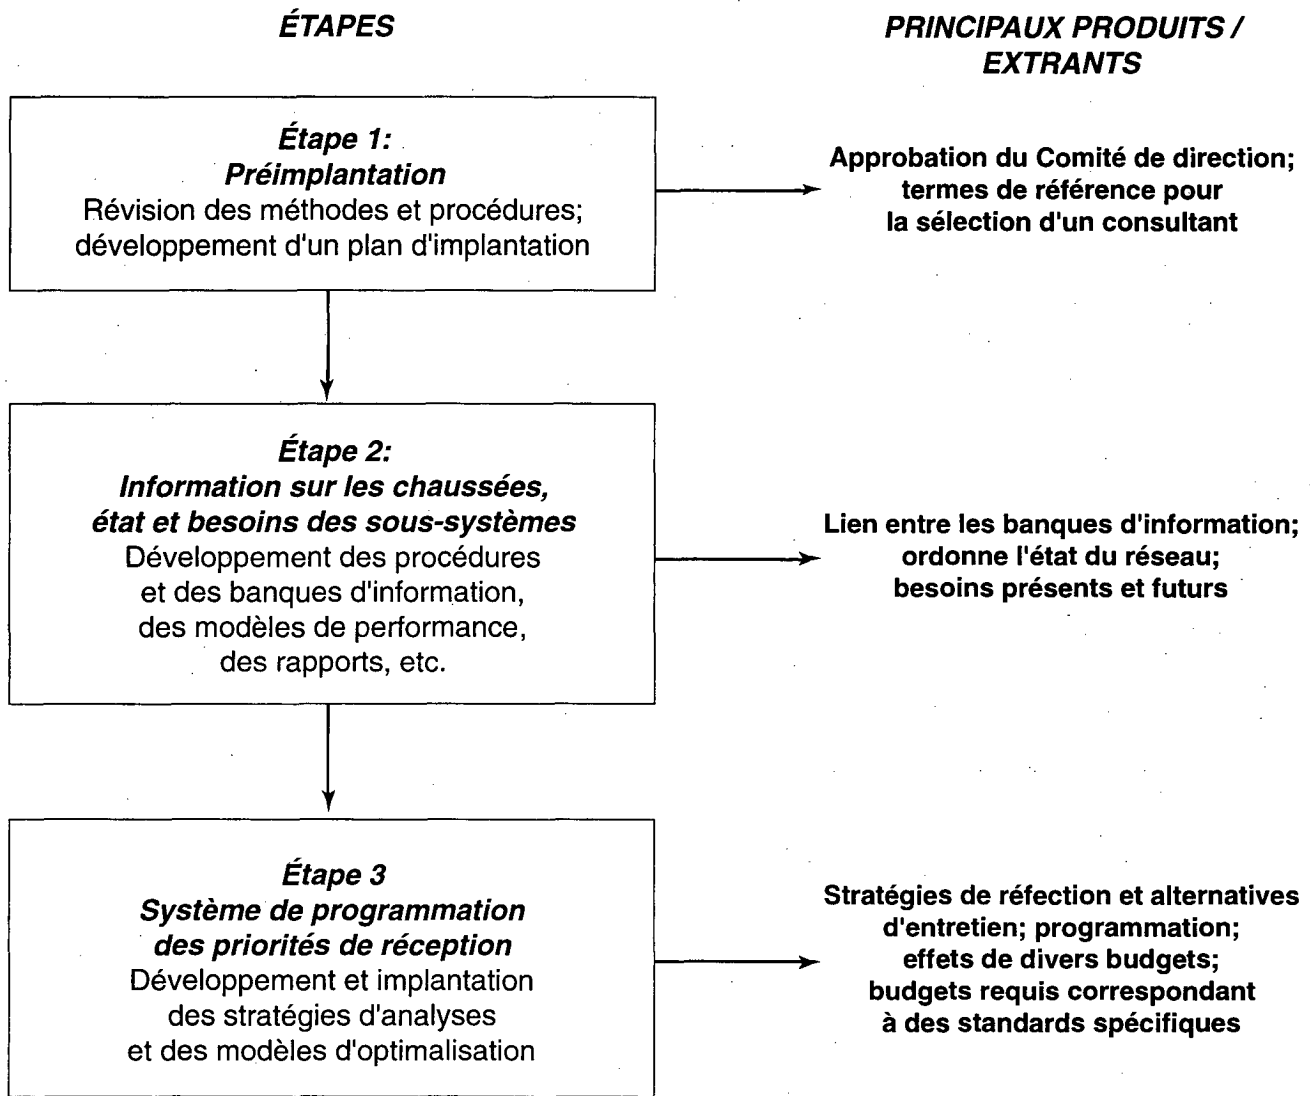 ÉTAPES
PRINCIPAUX PRODUITS /
EXTRANTS
Étape 1:
Préimplantation
Révision des méthodes et procédures;
développement d'un plan d'implantation
Approbation du Comité de direction;
termes de référence pour
la sélection d'un consultant
Étape 2:
Information sur les chaussées,
état et besoins des sous-systèmes
Développement des procédures
et des banques d'information,
des modèles de performance,
des rapports, etc.
Lien entre les banques d'information;
ordonne l'état du réseau;
besoins présents et futurs
Étape 3
Système de programmation
des priorités de réception
Développement et implantation
des stratégies d'analyses
et des modèles d'optimalisation
Stratégies de réfection et alternatives
d'entretien; programmation;
effets de divers budgets;
budgets requis correspondant
à des standards spécifiques